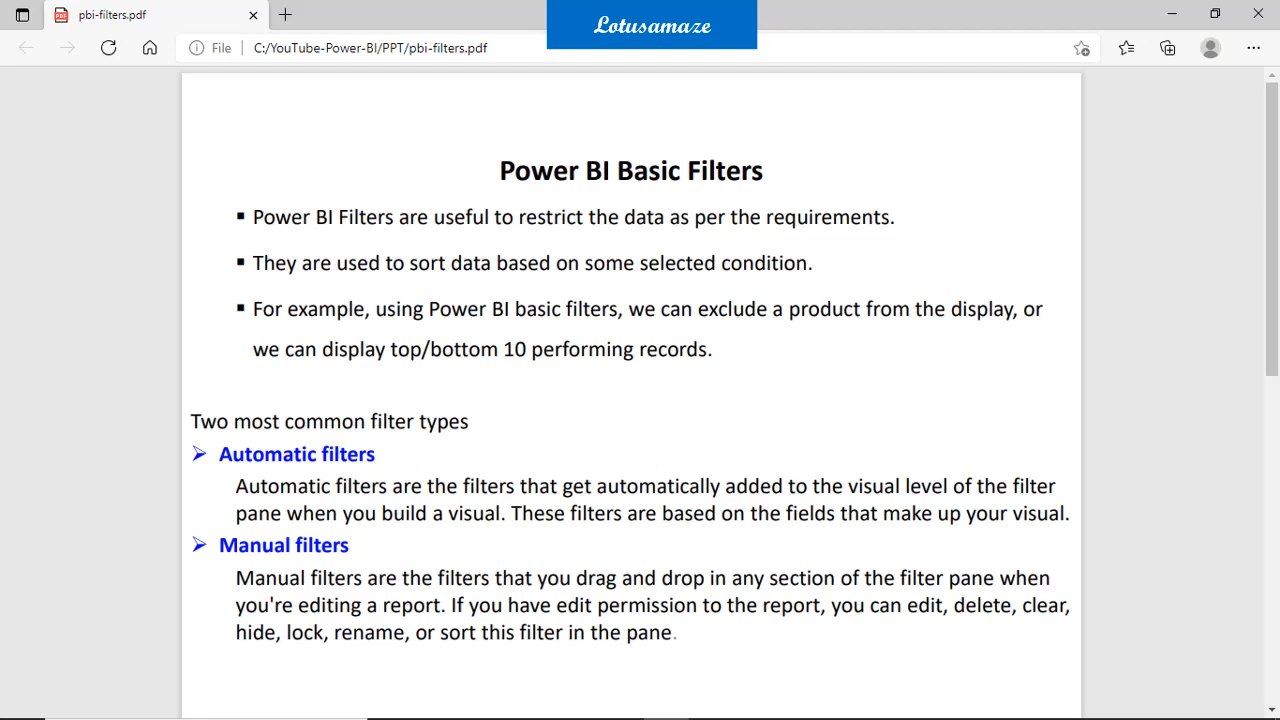 pbi-filters.pdf
Lotusamaze
File
C:/YouTube-Power-BI/PPT/pbi-filters.pdf
Power BI Basic Filters
▪ Power BI Filters are useful to restrict the data as per the requirements.
▪ They are used to sort data based on some selected condition.
▪ For example, using Power BI basic filters, we can exclude a product from the display, or
we can display top/bottom 10 performing records.
Two most common filter types
➢ Automatic filters
Automatic filters are the filters that get automatically added to the visual level of the filter
pane when you build a visual. These filters are based on the fields that make up your visual.
➢ Manual filters
Manual filters are the filters that you drag and drop in any section of the filter pane when
you're editing a report. If you have edit permission to the report, you can edit, delete, clear,
hide, lock, rename, or sort this filter in the pane.